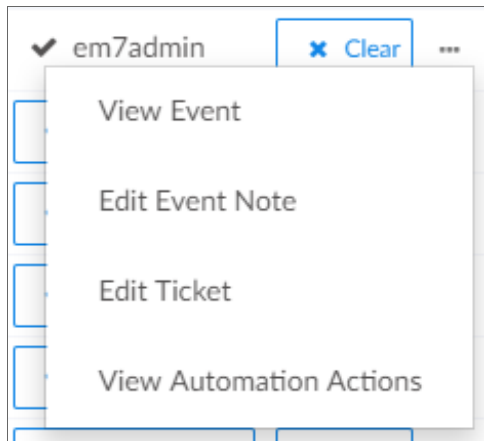 em7admin Clear
View Event
Edit Event Note
Edit Ticket
View Automation Actions